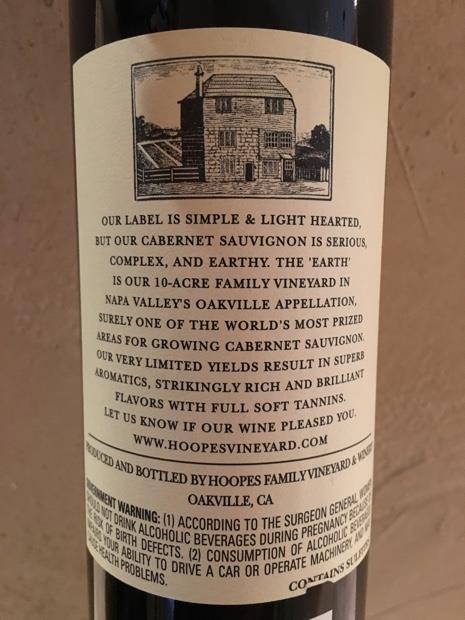 OUR LABEL IS SIMPLE & LIGHT HEARTED,
BUT OUR CABERNET SAUVIGNON IS SERIOUS,
COMPLEX, AND EARTHY. THE 'EARTH'
IS OUR 10-ACRE FAMILY VINEYARD IN
NAPA VALLEY'S OAKVILLE APPELLATION,
SURELY ONE OF THE WORLD'S MOST PRIZED
AREAS FOR GROWING CABERNET SAUVIGNON.
OUR VERY LIMITED YIELDS RESULT IN SUPERB
AROMATICS, STRIKINGLY RICH AND BRILLIANT
FLAVORS WITH FULL SOFT TANNINS.
LET US KNOW IF OUR WINE PLEASED YOU.
WWW.HOOPESVINEYARD.COM
PRODUCED AND BOTTLED BY HOOPES FAMILY VINEYARD &
OAKVILLE, CA
GOVERNMENT WARNING: (1) ACCORDING TO THE SURGEON GENERAL,
SHOULD NOT DRINK ALCOHOLIC BEVERAGES DURING PREGNANCY
RISK OF BIRTH DEFECTS. (2) CONSUMPTION OF ALCOHOLIC
YOUR ABILITY TO DRIVE A CAR OR OPERATE MACHINERY,
HEALTH PROBLEMS.
CONTAINS